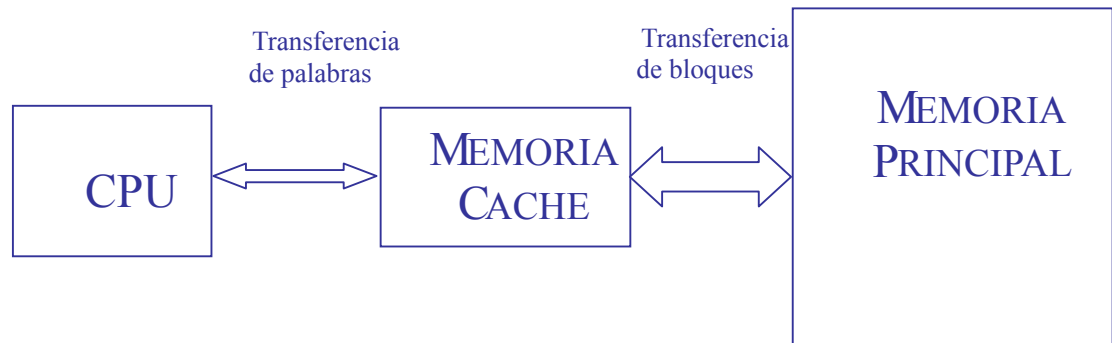 Transferencia
de palabras
Transferencia
de bloques
CPU
MEMORIA
CACHE
MEMORIA
PRINCIPAL